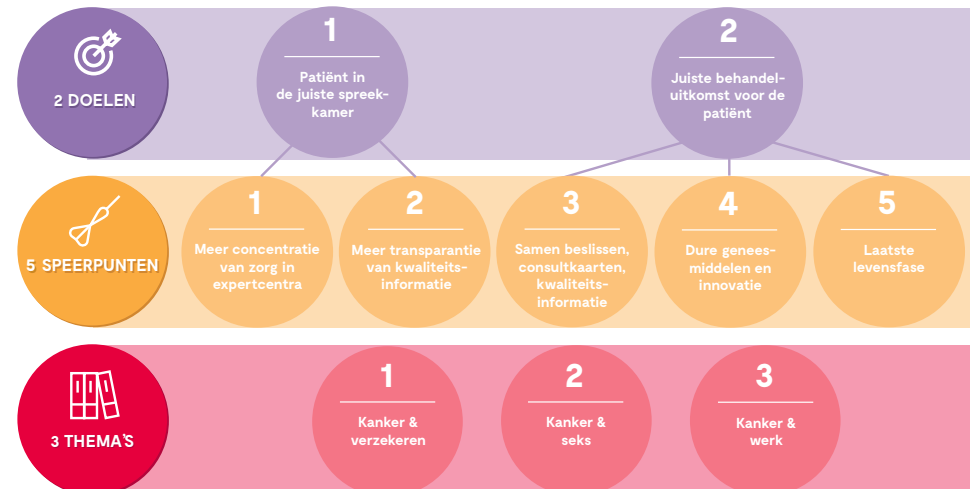 2 DOELEN
1
Patiënt in
de juiste spreek-
kamer
2
Juiste behandel-
uitkomst voor de
patiënt
5 SPEERPUNTEN
1
Meer concentratie
van zorg in
expertcentra
2
Meer transparantie
van kwaliteits-
informatie
3
Samen beslissen,
consultkaarten,
kwaliteits-
informatie
4
Dure genees-
middelen en
innovatie
5
Laatste
levensfase
3 THEMA'S
1
Kanker &
verzekeren
2
Kanker &
seks
3
Kanker &
werk